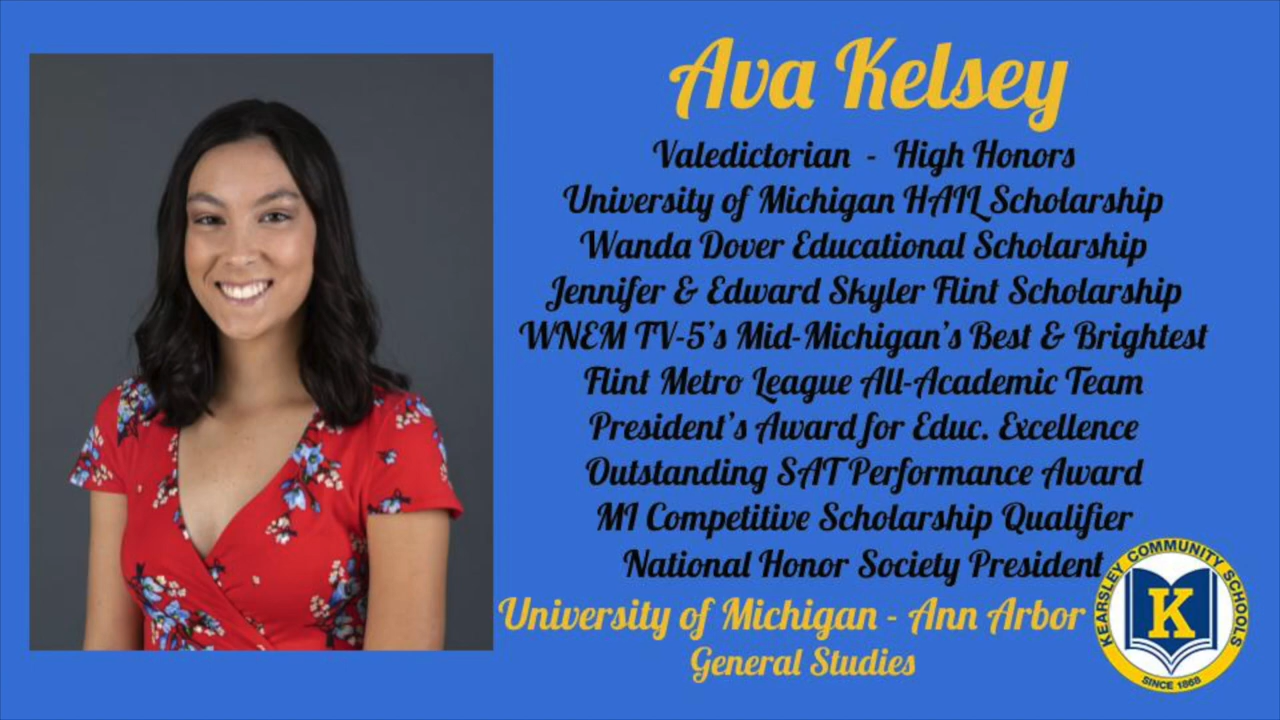 Ava Kelsey
Valedictorian - High Honors
University of Michigan HAIL Scholarship
Wanda Dover Educational Scholarship
Jennifer & Edward Skyler Flint Scholarship
WNEM TV-5's Mid-Michigan's Best & Brightest
Flint Metro League All-Academic Team
President's Award for Educ. Excellence
Outstanding SAT Performance Award
MI Competitive Scholarship Qualifier
National Honor Society President
University of Michigan - Ann Arbor
General Studies
KEARSLEY COMMUNITY SCHOOLS
K
SINCE 1868